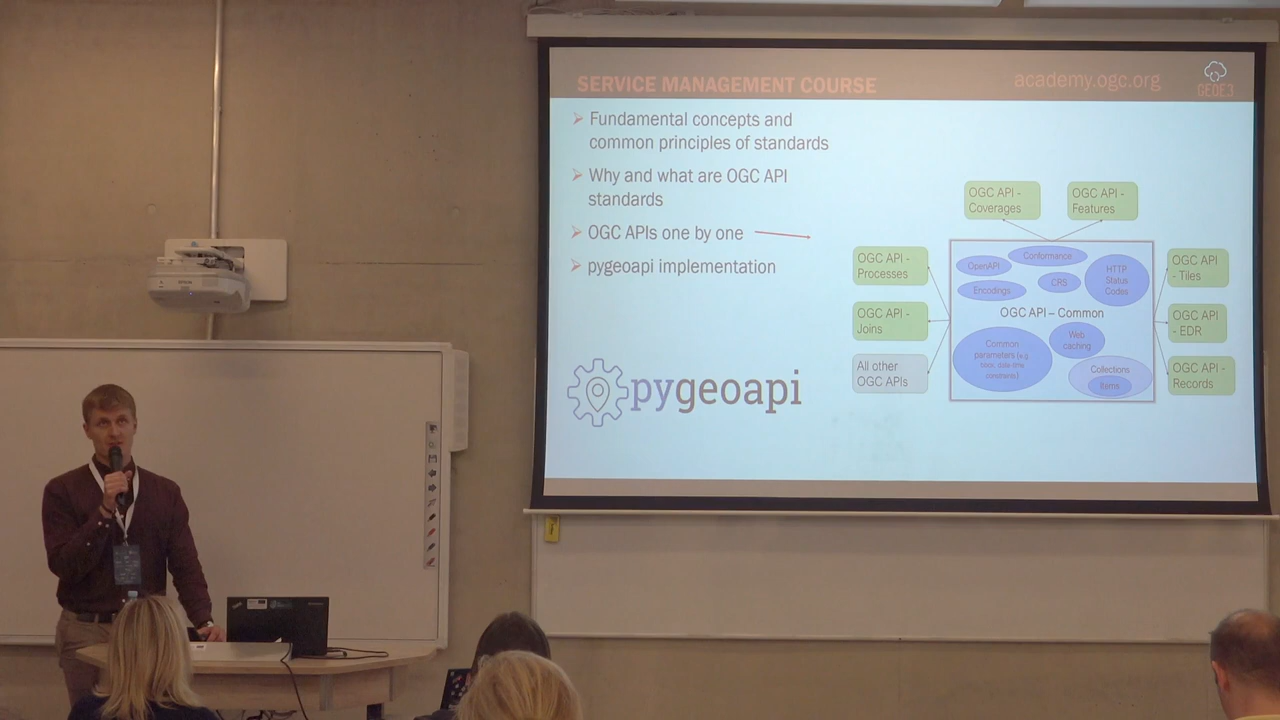 SERVICE MANAGEMENT COURSE
academy.ogc.org
GEOE3
Fundamental concepts and
common principles of standards
Why and what are OGC API
standards
OGC APIs one by one
pygeoapi implementation
pygeoapi
OGC API -
Coverages
OGC API -
Features
OGC API -
Processes
OGC API -
Joins
All other
OGC APIs
OpenAPI
Conformance
Encodings
CRS
HTTP
Status
Codes
OGC API – Common
Common
parameters (e.g.
bbox, date-time
constraints)
Web
caching
Collections
Items
OGC API
- Tiles
OGC API
- EDR
OGC API -
Records